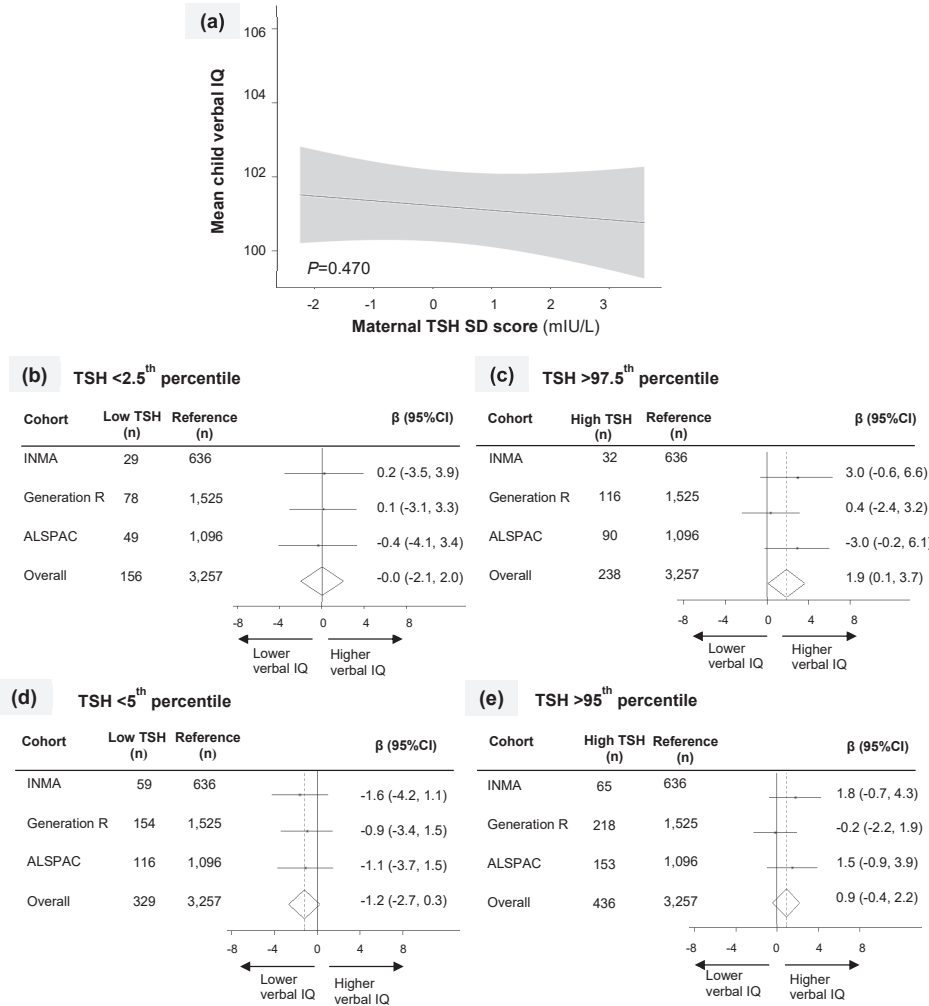 (a)
106
104
102
100
Mean child verbal IQ
P=0.470
-2 -1 0 1 2 3
Maternal TSH SD score (mIU/L)
(b) TSH <2.5th percentile
Cohort Low TSH (n) Reference (n) β (95%CI)
INMA 29 636 0.2 (-3.5, 3.9)
Generation R 78 1,525 0.1 (-3.1, 3.3)
ALSPAC 49 1,096 -0.4 (-4.1, 3.4)
Overall 156 3,257 -0.0 (-2.1, 2.0)
-8 -4 0 4 8
Lower verbal IQ Higher verbal IQ
(c) TSH >97.5th percentile
Cohort High TSH (n) Reference (n) β (95%CI)
INMA 32 636 3.0 (-0.6, 6.6)
Generation R 116 1,525 0.4 (-2.4, 3.2)
ALSPAC 90 1,096 -3.0 (-0.2, 6.1)
Overall 238 3,257 1.9 (0.1, 3.7)
-8 -4 0 4 8
Lower verbal IQ Higher verbal IQ
(d) TSH <5th percentile
Cohort Low TSH (n) Reference (n) β (95%CI)
INMA 59 636 -1.6 (-4.2, 1.1)
Generation R 154 1,525 -0.9 (-3.4, 1.5)
ALSPAC 116 1,096 -1.1 (-3.7, 1.5)
Overall 329 3,257 -1.2 (-2.7, 0.3)
-8 -4 0 4 8
Lower verbal IQ Higher verbal IQ
(e) TSH >95th percentile
Cohort High TSH (n) Reference (n) β (95%CI)
INMA 65 636 1.8 (-0.7, 4.3)
Generation R 218 1,525 -0.2 (-2.2, 1.9)
ALSPAC 153 1,096 1.5 (-0.9, 3.9)
Overall 436 3,257 0.9 (-0.4, 2.2)
-8 -4 0 4 8
Lower verbal IQ Higher verbal IQ